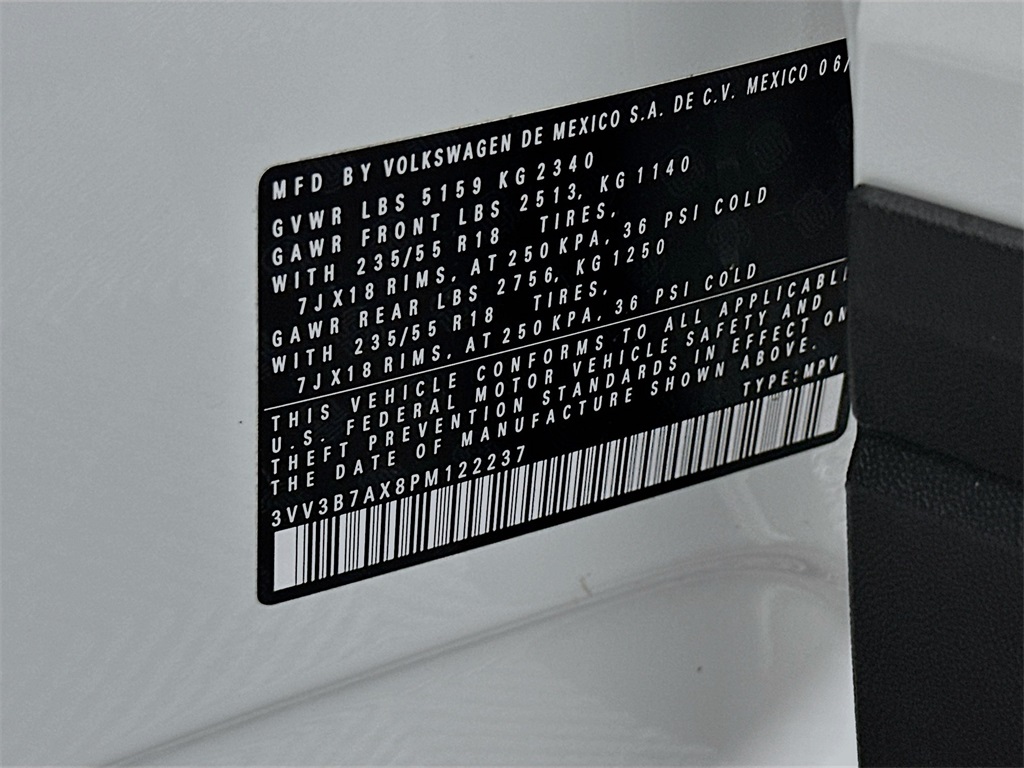 MFD BY VOLKSWAGEN DE MEXICO S.A. DE C.V. MEXICO 06/
GVWR LBS 5159 KG 2340
GAWR FRONT LBS 2513, KG 1140
WITH 235/55 R18 TIRES,
7JX18 RIMS, AT 250 KPA, 36 PSI COLD
GAWR REAR LBS 2756, KG 1250
WITH 235/55 R18 TIRES,
7JX18 RIMS, AT 250 KPA, 36 PSI COLD
THIS VEHICLE CONFORMS TO ALL APPLICABLE
U.S. FEDERAL MOTOR VEHICLE SAFETY AND
THEFT PREVENTION STANDARDS IN EFFECT ON
THE DATE OF MANUFACTURE SHOWN ABOVE.
3VV3B7AX8PM122237 TYPE: MPV